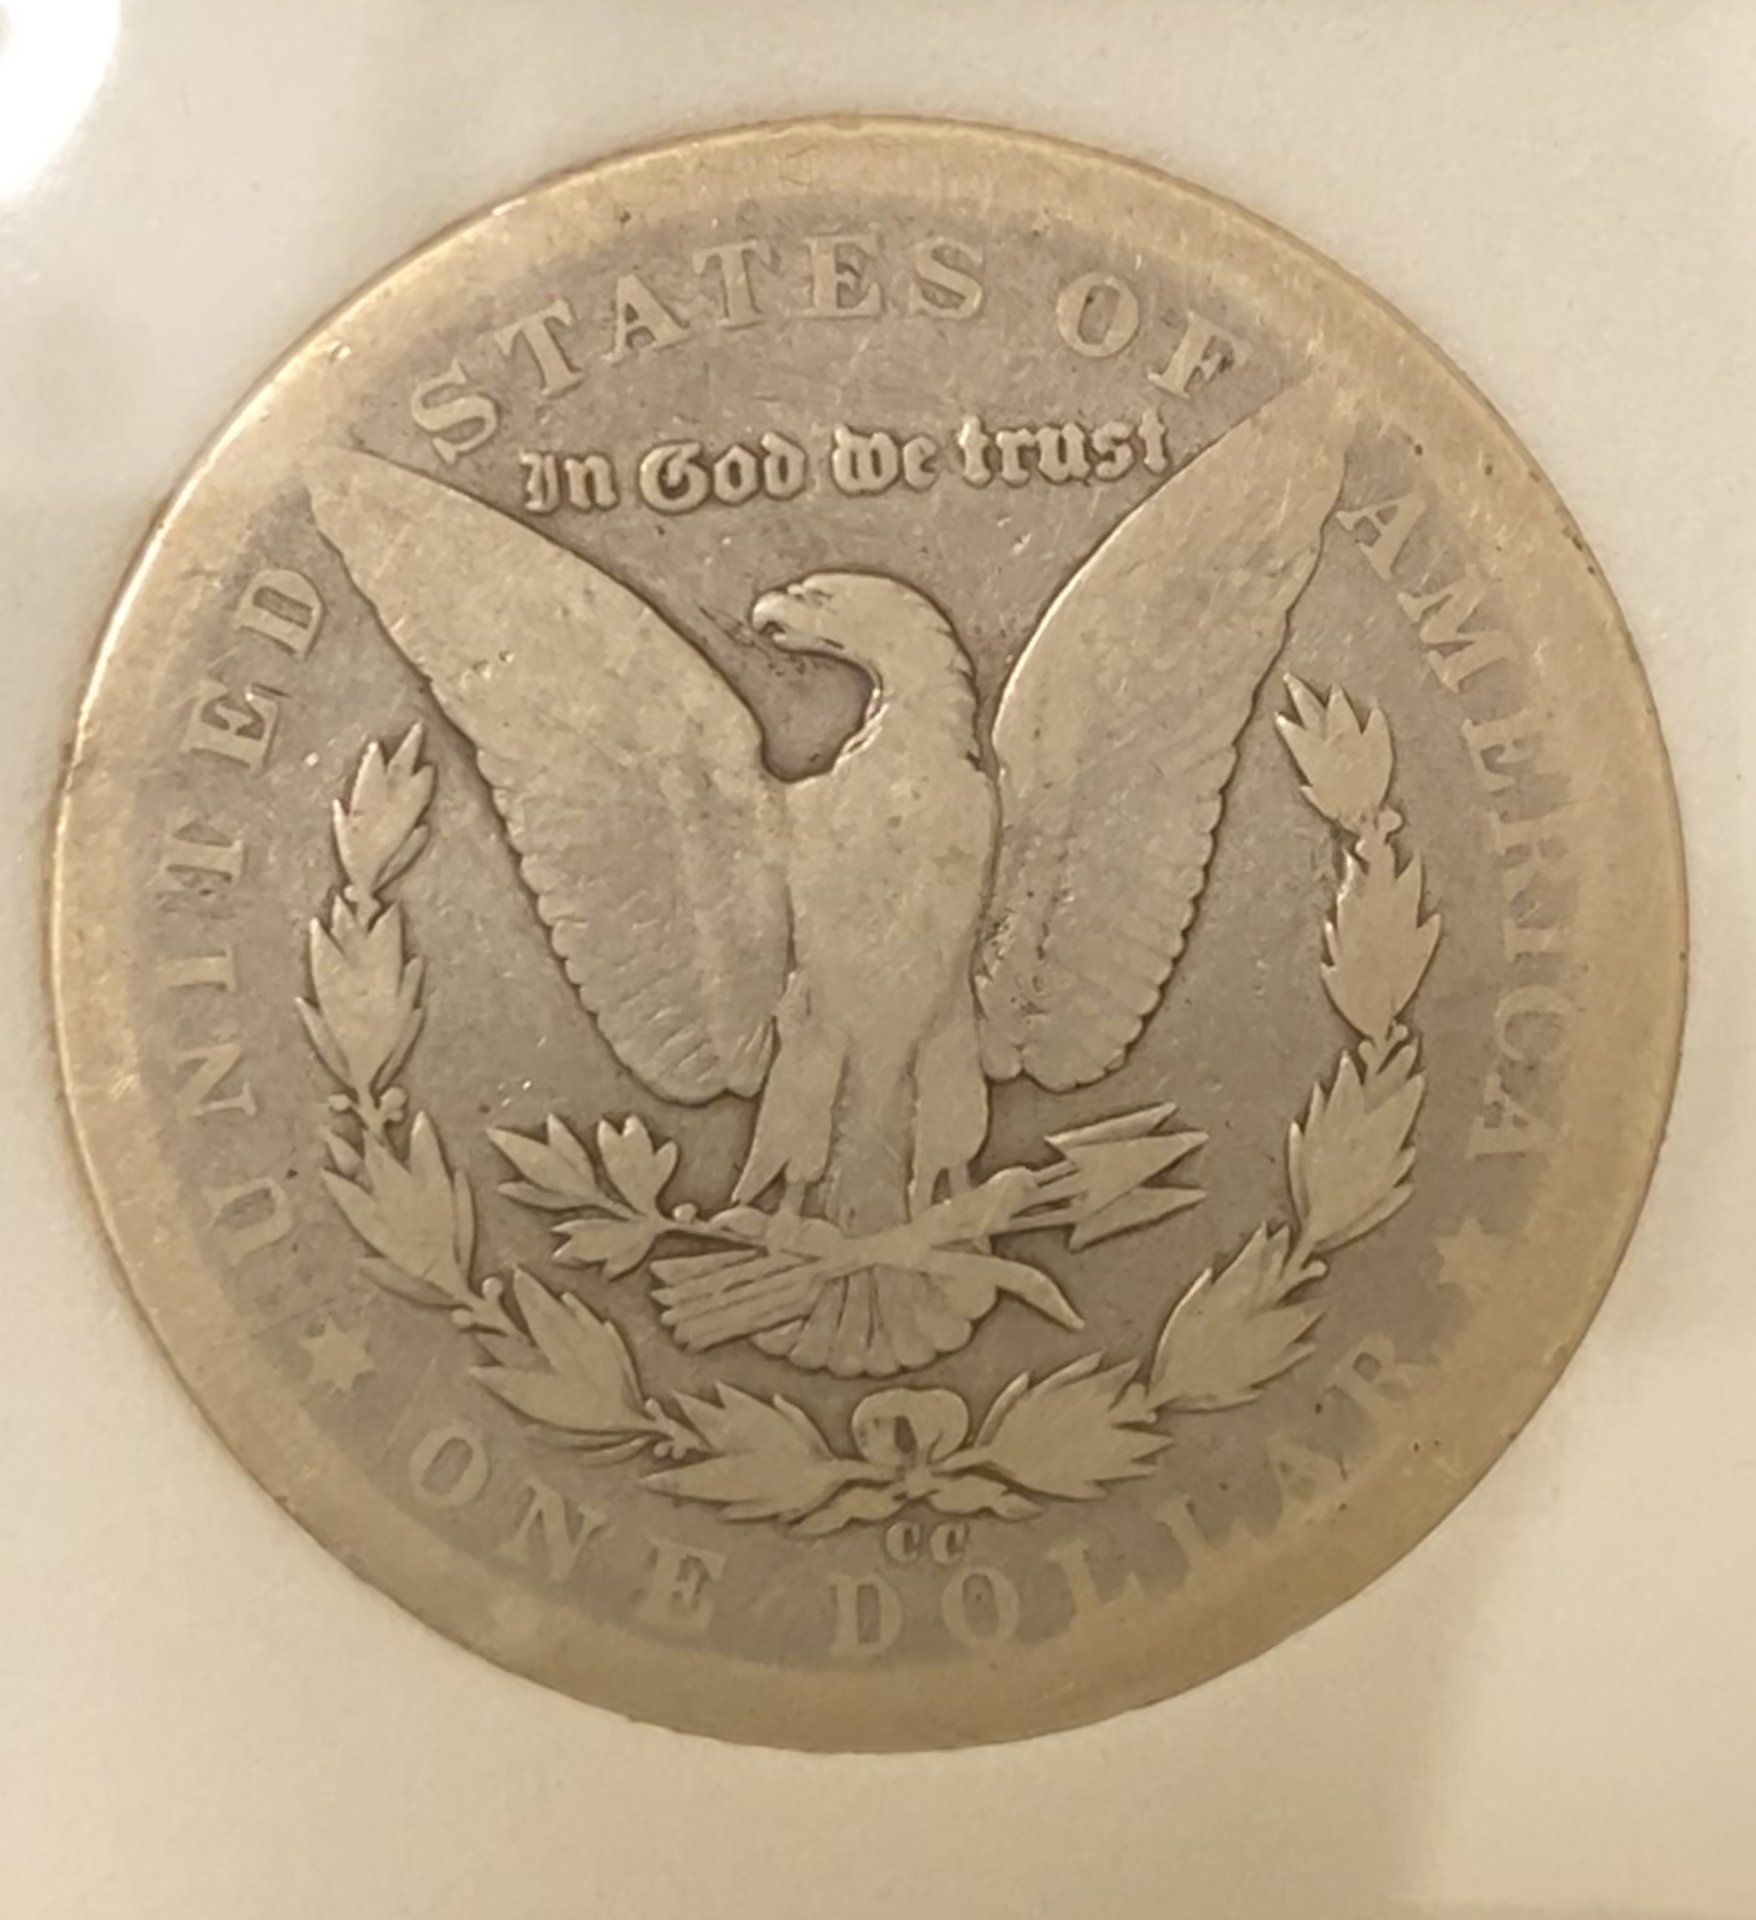 UNITED STATES OF AMERICA
In God we trust
CC
ONE DOLLAR